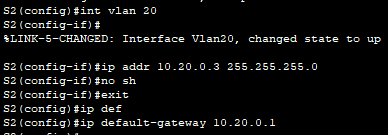 S2(config)#int vlan 20
S2(config-if)#
%LINK-5-CHANGED: Interface Vlan20, changed state to up

S2(config-if)#ip addr 10.20.0.3 255.255.255.0
S2(config-if)#no sh
S2(config-if)#exit
S2(config)#ip def
S2(config)#ip default-gateway 10.20.0.1